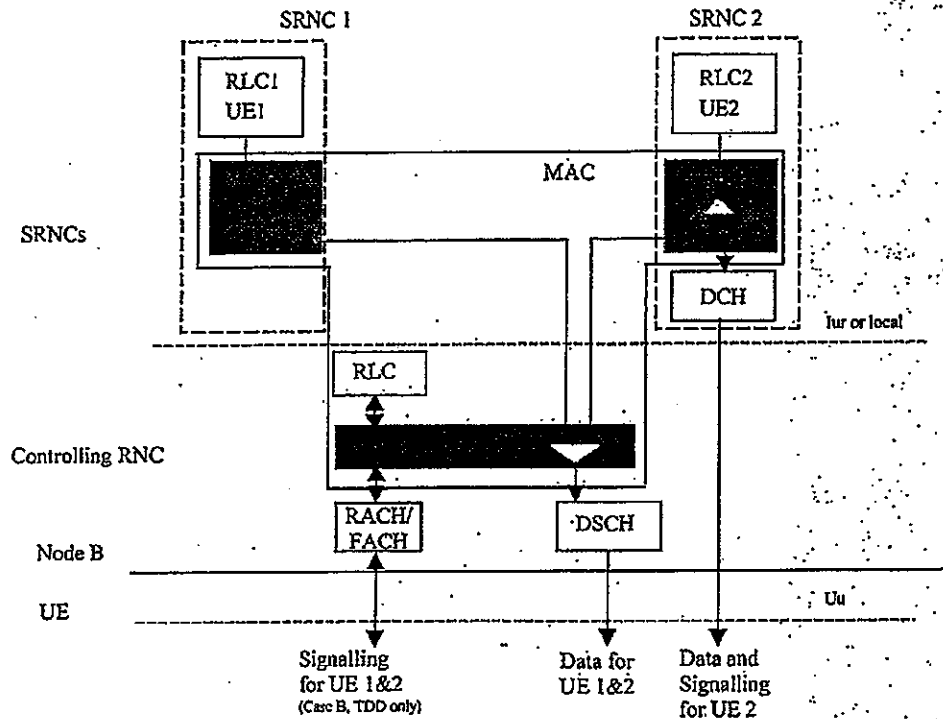 SRNC 1
SRNC 2
RLC1
UE1
RLC2
UE2
MAC
SRNCs
DCH
Iur or local
RLC
Controlling RNC
RACH/
FACH
DSCH
Node B
UE
Uu
Signalling
for UE 1&2
(Case B, TDD only)
Data for
UE 1&2
Data and
Signalling
for UE 2